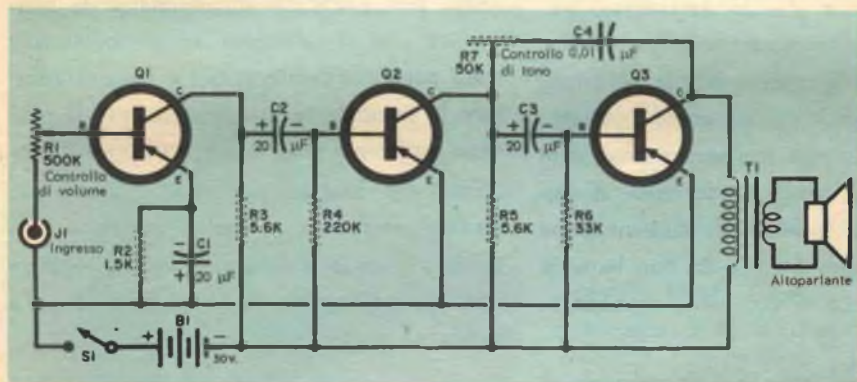 Q1
B
C
E
R1
500K
Controllo
di volume
J1
Ingresso
R2
1.5K
- C1
+ 20 µF
C2
+ -
20 µF
R3
5.6K
R4
220K
Q2
B
C
E
R7
50K
Controllo
di tono
C4
0,01 µF
C3
+ -
20 µF
R5
5.6K
R6
33K
Q3
B
C
E
T1
Altoparlante
S1
+ B1 -